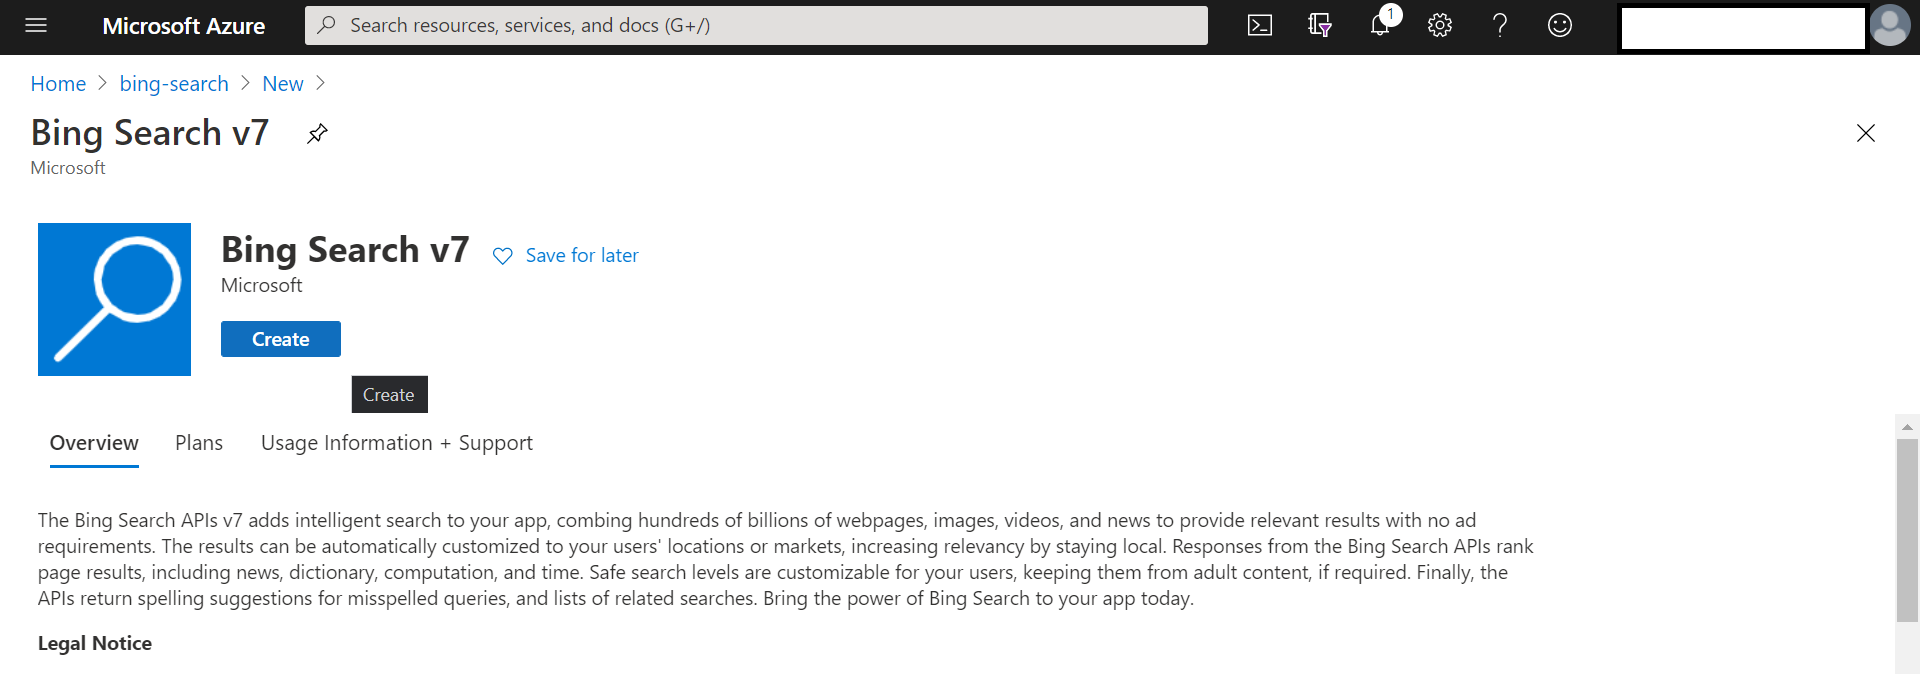 Microsoft Azure
Search resources, services, and docs (G+/)
1
Home > bing-search > New >
Bing Search v7
Microsoft
Bing Search v7
Save for later
Microsoft
Create
Create
Overview
Plans
Usage Information + Support
The Bing Search APIs v7 adds intelligent search to your app, combing hundreds of billions of webpages, images, videos, and news to provide relevant results with no ad
requirements. The results can be automatically customized to your users' locations or markets, increasing relevancy by staying local. Responses from the Bing Search APIs rank
page results, including news, dictionary, computation, and time. Safe search levels are customizable for your users, keeping them from adult content, if required. Finally, the
APIs return spelling suggestions for misspelled queries, and lists of related searches. Bring the power of Bing Search to your app today.
Legal Notice